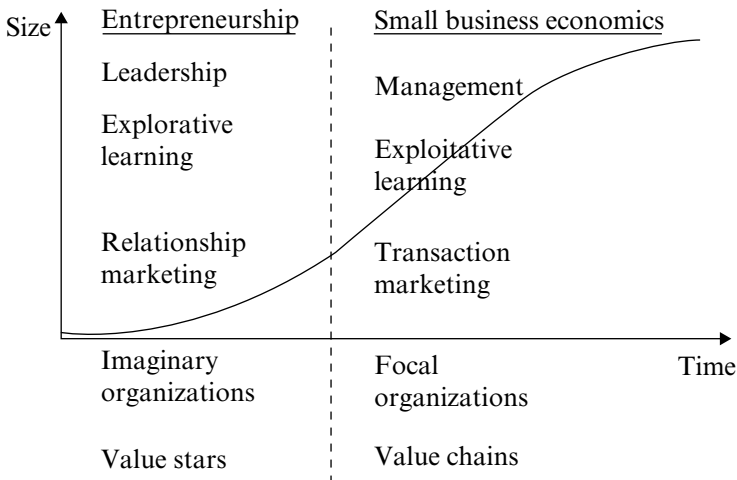 Size
Entrepreneurship
Leadership
Explorative
learning
Relationship
marketing
Imaginary
organizations
Value stars
Small business economics
Management
Exploitative
learning
Transaction
marketing
Focal
organizations
Value chains
Time